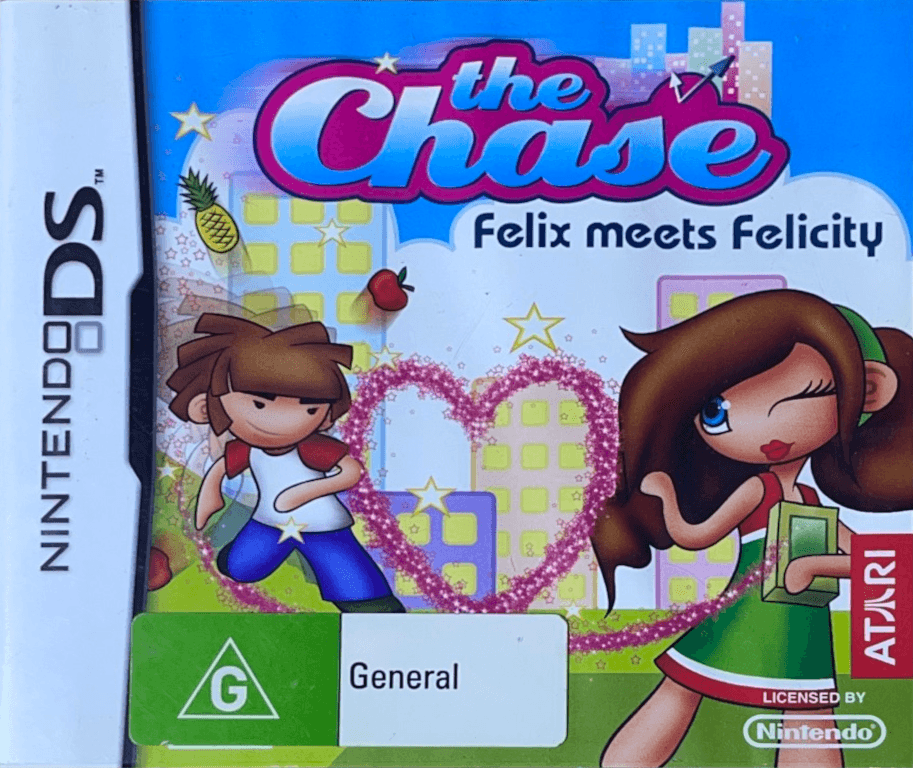 NINTENDO DS™
the
Chase
Felix meets Felicity
ATARI
G
General
LICENSED BY
Nintendo®